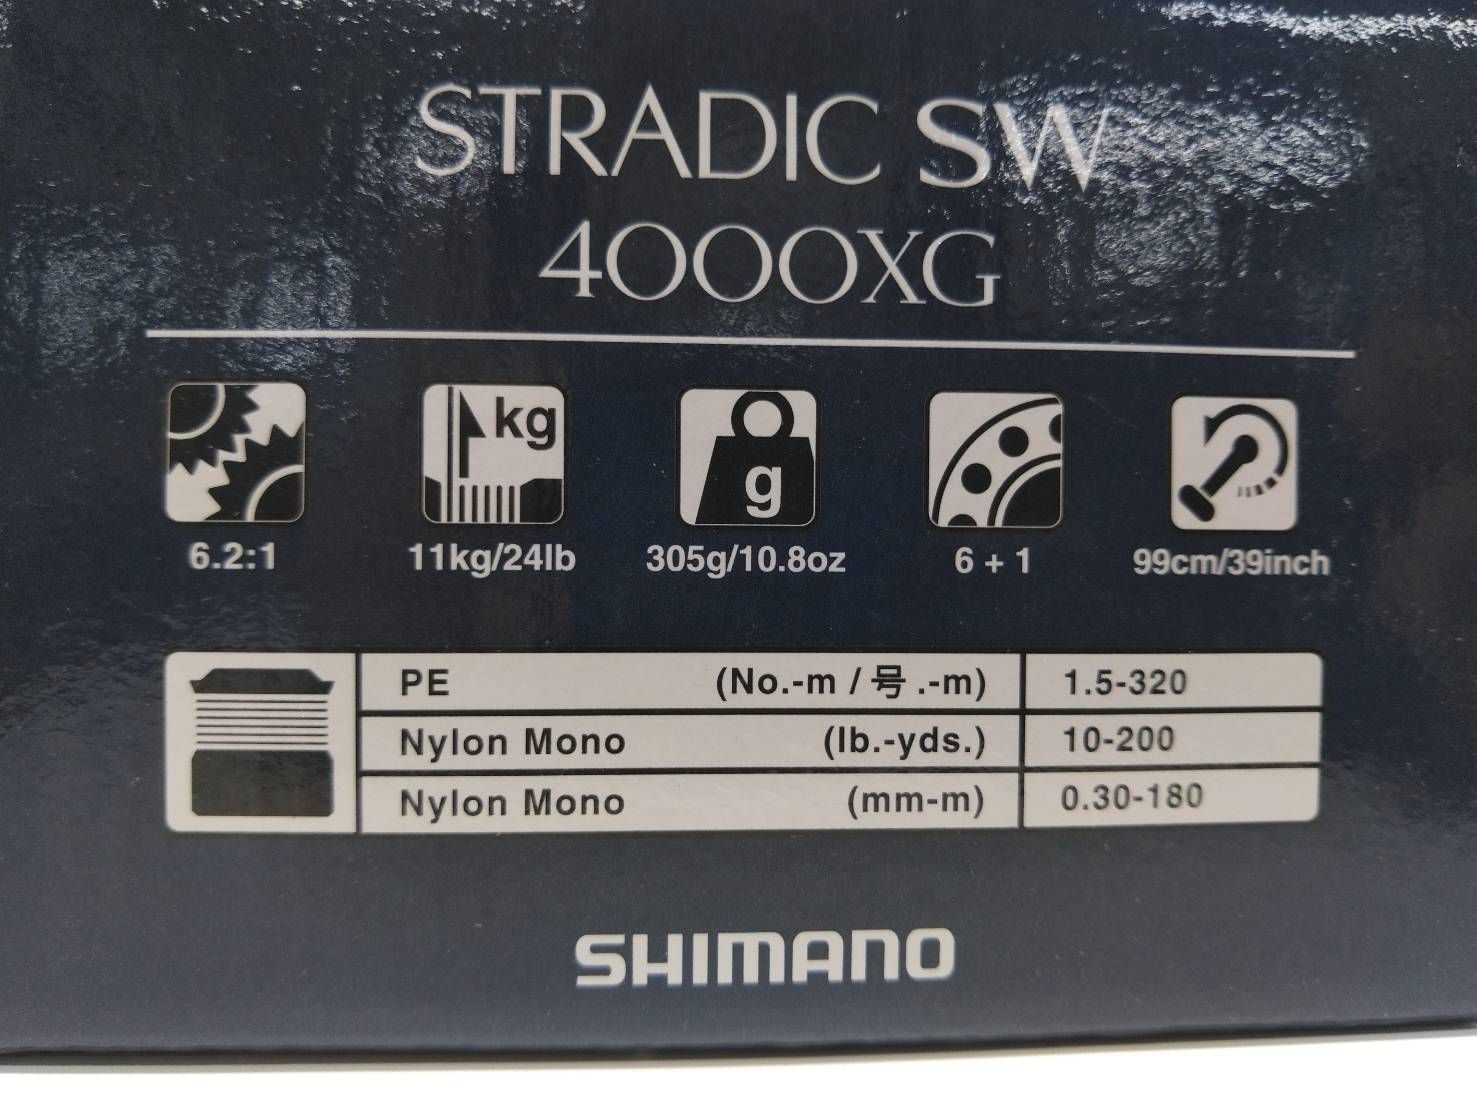 STRADIC SW
4000XG
kg
g
6.2:1 11kg/24lb 305g/10.8oz 6 + 1 99cm/39inch
PE (No.-m / 号 .-m) 1.5-320
Nylon Mono (lb.-yds.) 10-200
Nylon Mono (mm-m) 0.30-180
SHIMANO